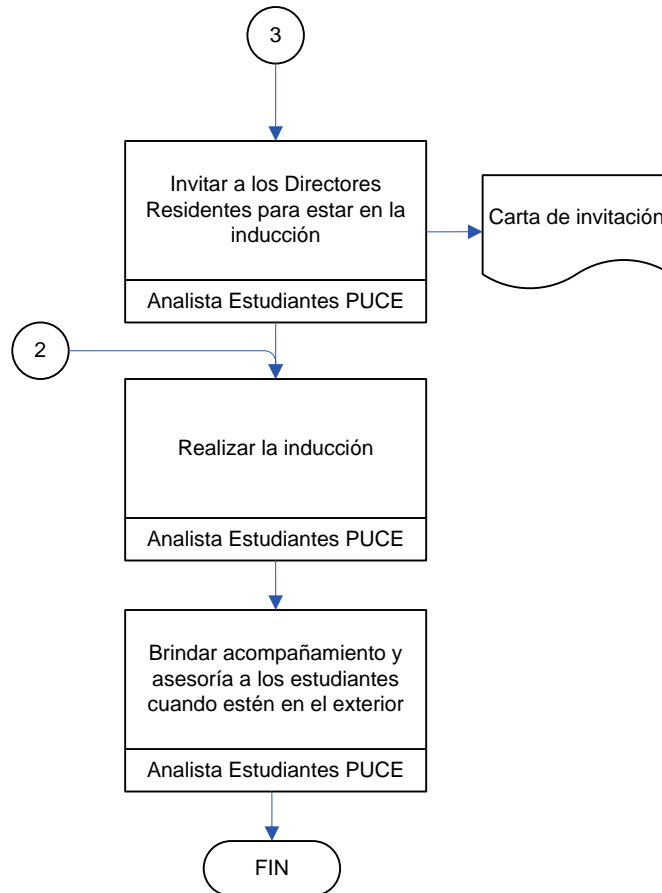 3
Invitar a los Directores
Residentes para estar en la
inducción
Analista Estudiantes PUCE
Carta de invitación
2
Realizar la inducción
Analista Estudiantes PUCE
Brindar acompañamiento y
asesoría a los estudiantes
cuando estén en el exterior
Analista Estudiantes PUCE
FIN